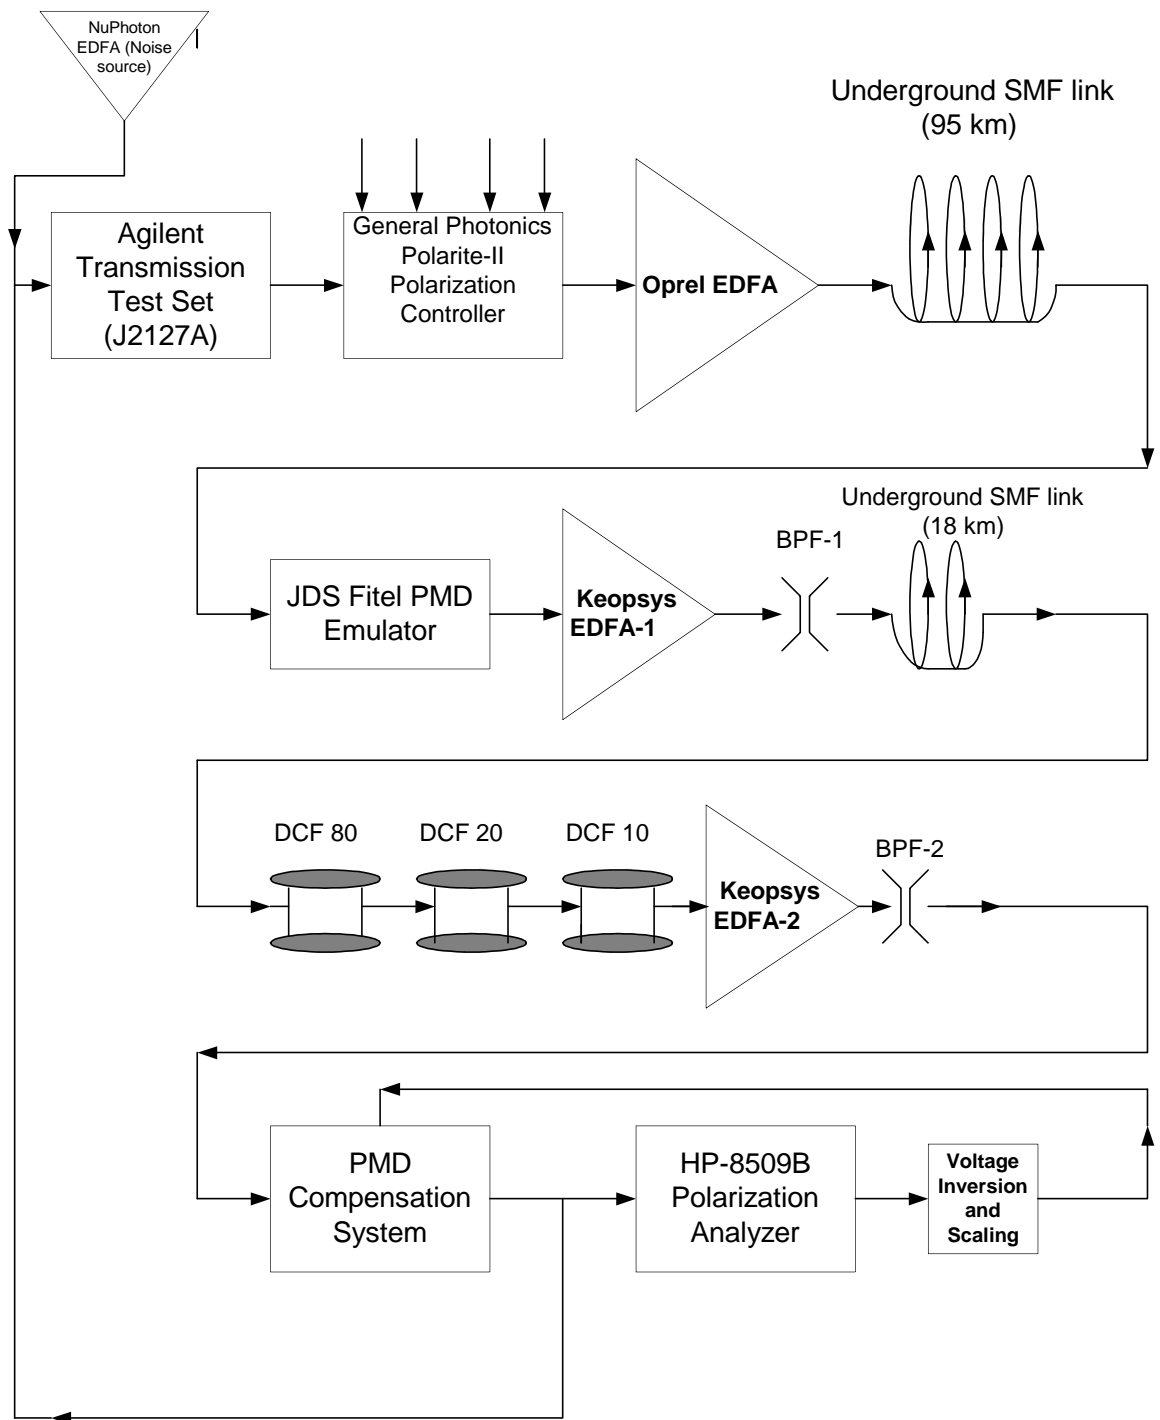 NuPhoton
EDFA (Noise
source)
Underground SMF link
(95 km)
Agilent
Transmission
Test Set
(J2127A)
General Photonics
Polarite-II
Polarization
Controller
Oprel EDFA
Underground SMF link
(18 km)
BPF-1
JDS Fitel PMD
Emulator
Keopsys
EDFA-1
DCF 80
DCF 20
DCF 10
Keopsys
EDFA-2
BPF-2
PMD
Compensation
System
HP-8509B
Polarization
Analyzer
Voltage
Inversion
and
Scaling